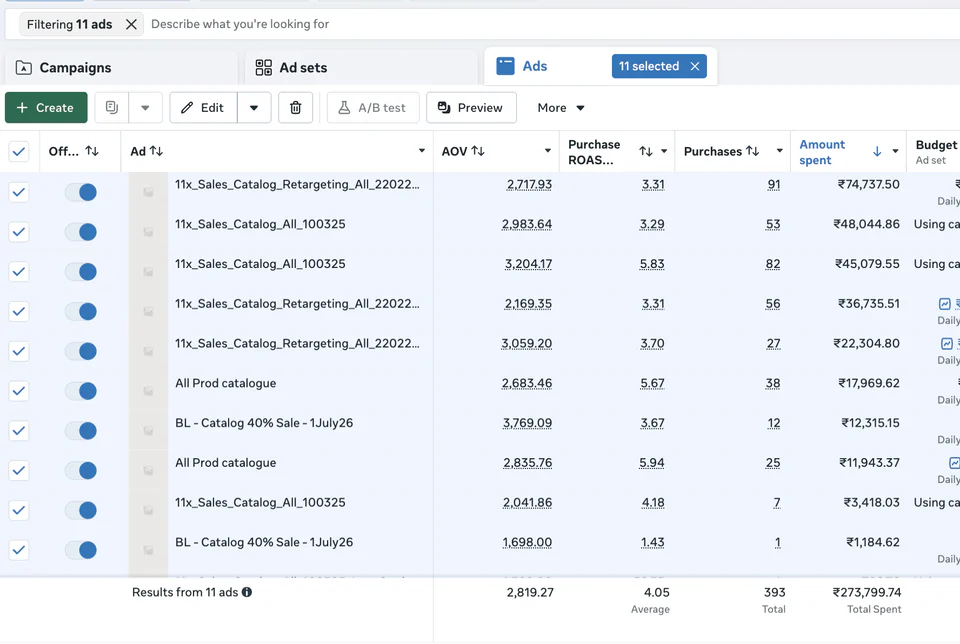 Filtering 11 ads Describe what you're looking for
Campaigns Ad sets Ads 11 selected
+ Create Edit A/B test Preview More
Off... Ad AOV Purchase ROAS... Purchases Amount spent Budget Ad set
11x_Sales_Catalog_Retargeting_All_22022... 2,717.93 3.31 91 ₹74,737.50 ₹
Daily
11x_Sales_Catalog_All_100325 2,983.64 3.29 53 ₹48,044.86 Using ca
11x_Sales_Catalog_All_100325 3,204.17 5.83 82 ₹45,079.55 Using ca
11x_Sales_Catalog_Retargeting_All_22022... 2,169.35 3.31 56 ₹36,735.51 ₹
Daily
11x_Sales_Catalog_Retargeting_All_22022... 3,059.20 3.70 27 ₹22,304.80 ₹
Daily
All Prod catalogue 2,683.46 5.67 38 ₹17,969.62 ₹
Daily
BL - Catalog 40% Sale - 1July26 3,769.09 3.67 12 ₹12,315.15
Daily
All Prod catalogue 2,835.76 5.94 25 ₹11,943.37
Daily
11x_Sales_Catalog_All_100325 2,041.86 4.18 7 ₹3,418.03 Using ca
BL - Catalog 40% Sale - 1July26 1,698.00 1.43 1 ₹1,184.62
Daily
Results from 11 ads 2,819.27 4.05 393 ₹273,799.74
Average Total Total Spent